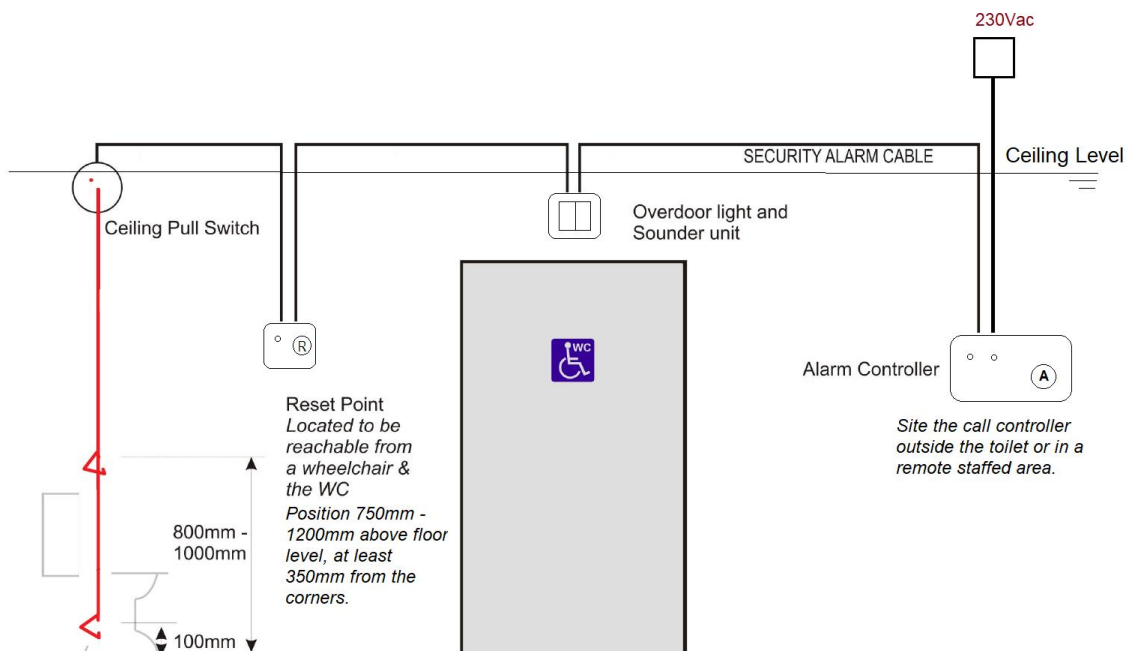 230Vac
SECURITY ALARM CABLE
Ceiling Level
Ceiling Pull Switch
Overdoor light and
Sounder unit
R
WC
Alarm Controller
A
Reset Point
Located to be
reachable from
a wheelchair &
the WC
Position 750mm -
1200mm above floor
level, at least
350mm from the
corners.
Site the call controller
outside the toilet or in a
remote staffed area.
800mm -
1000mm
100mm